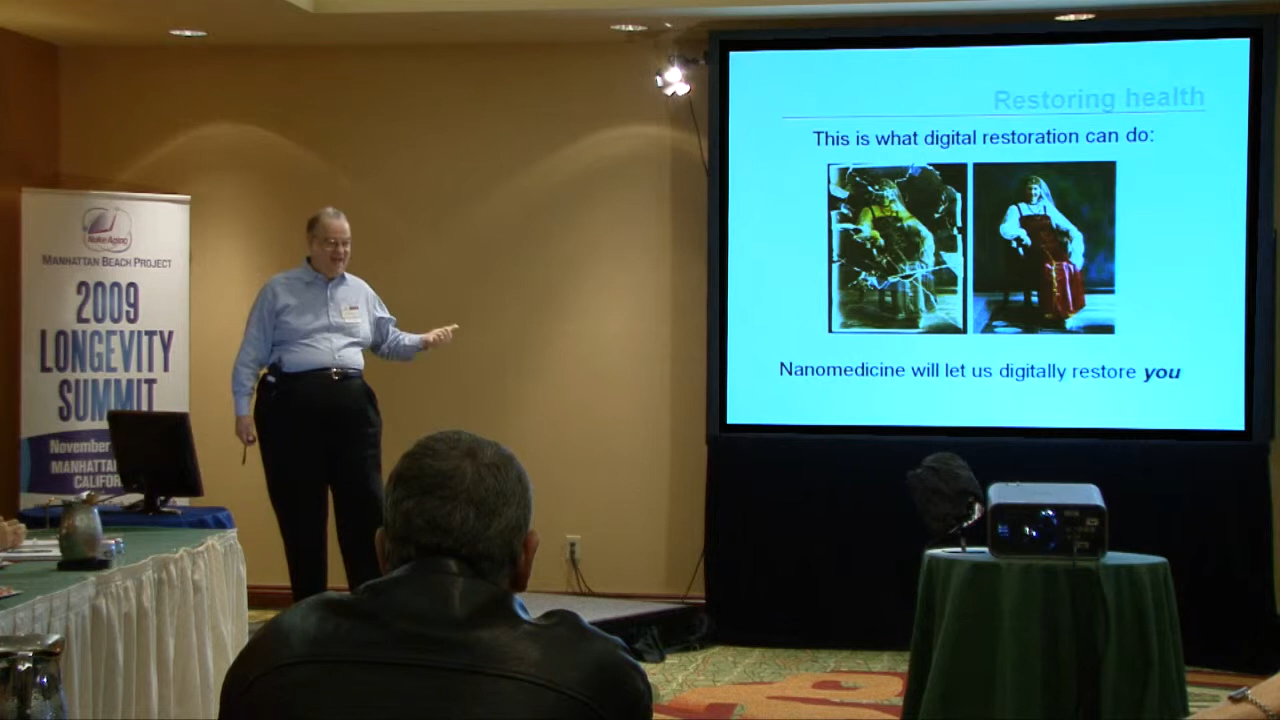 Restoring health
This is what digital restoration can do:
Nanomedicine will let us digitally restore you
MANHATTAN BEACH PROJECT
2009
LONGEVITY
SUMMIT
November
MANHATTAN
CALIFOR